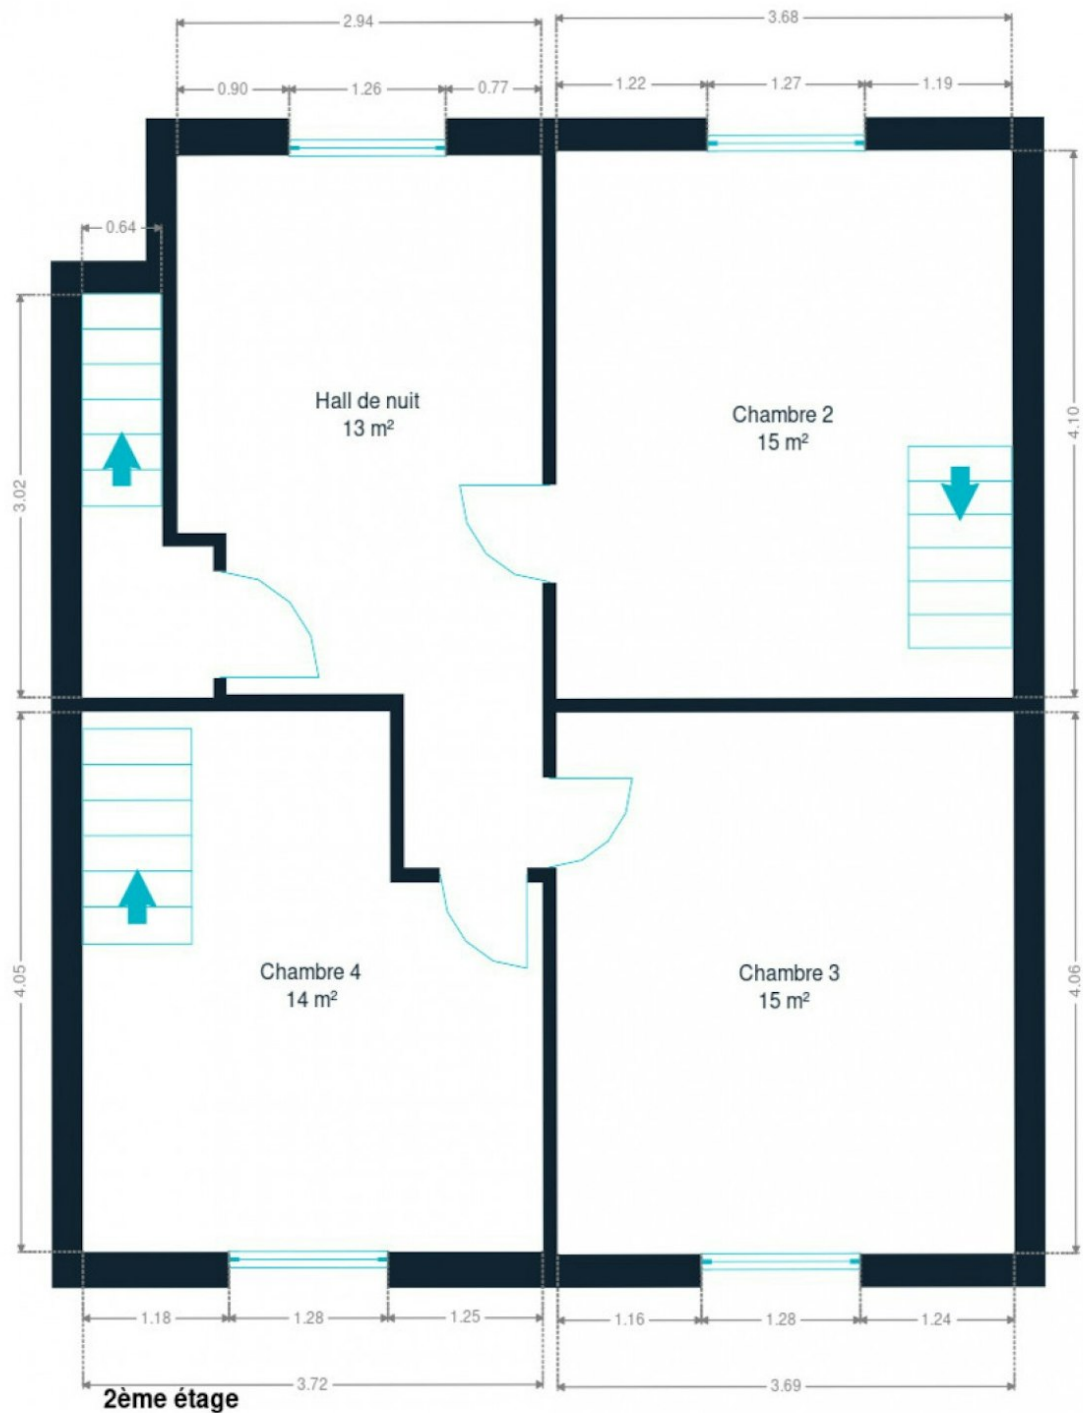 2.94
3.68
0.90
1.26
0.77
1.22
1.27
1.19
0.64
Hall de nuit
13 m²
Chambre 2
15 m²
3.02
4.10
Chambre 4
14 m²
Chambre 3
15 m²
4.05
4.06
1.18
1.28
1.25
1.16
1.28
1.24
3.72
3.69
2ème étage